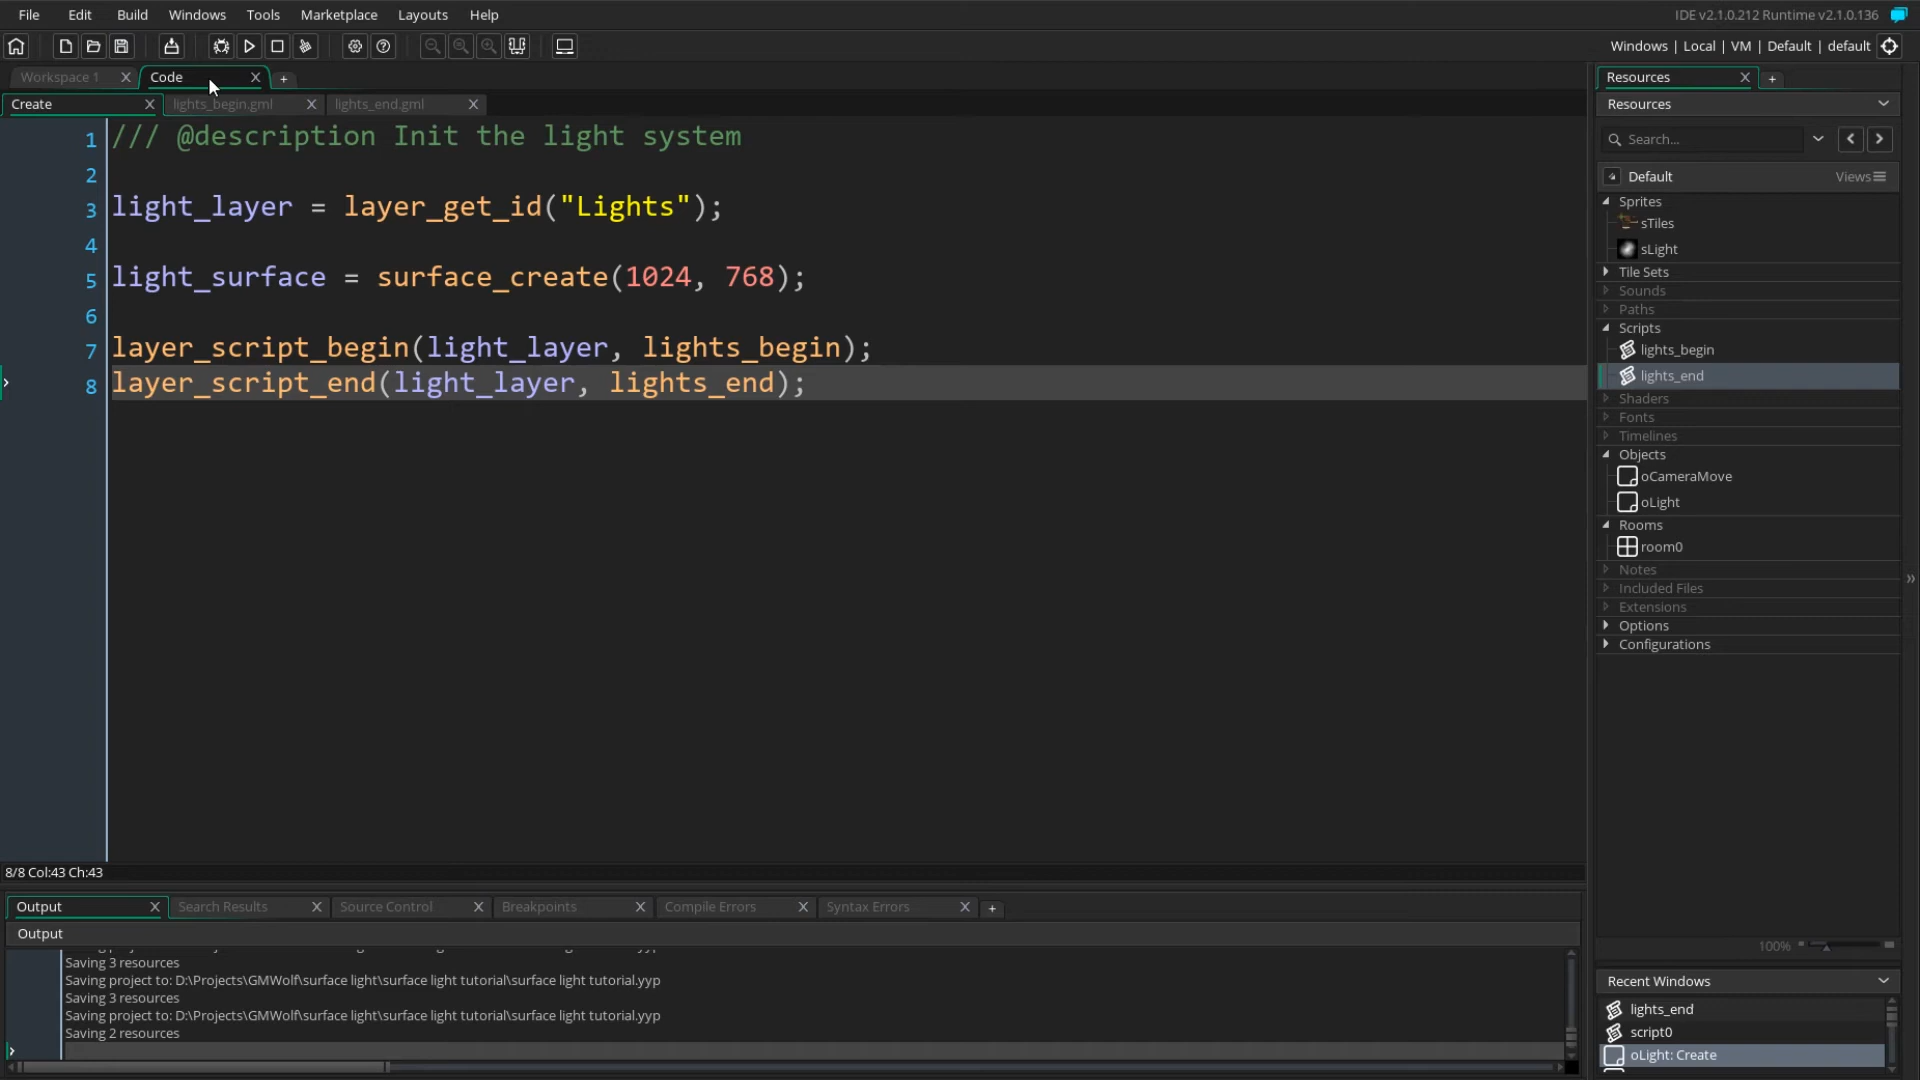 File Edit Build Windows Tools Marketplace Layouts Help IDE v2.1.0.212 Runtime v2.1.0.136
Windows | Local | VM | Default | default
Workspace 1 Code
Create lights_begin.gml lights_end.gml
1 /// @description Init the light system
2
3 light_layer = layer_get_id("Lights");
4
5 light_surface = surface_create(1024, 768);
6
7 layer_script_begin(light_layer, lights_begin);
8 layer_script_end(light_layer, lights_end);
8/8 Col:43 Ch:43
Output Search Results Source Control Breakpoints Compile Errors Syntax Errors
Output
Saving 3 resources
Saving project to: D:\Projects\GMWolf\surface light\surface light tutorial\surface light tutorial.yyp
Saving 3 resources
Saving project to: D:\Projects\GMWolf\surface light\surface light tutorial\surface light tutorial.yyp
Saving 2 resources
Resources
Resources
Search...
Default Views
Sprites
sTiles
sLight
Tile Sets
Sounds
Paths
Scripts
lights_begin
lights_end
Shaders
Fonts
Timelines
Objects
oCameraMove
oLight
Rooms
room0
Notes
Included Files
Extensions
Options
Configurations
100%
Recent Windows
lights_end
script0
oLight: Create